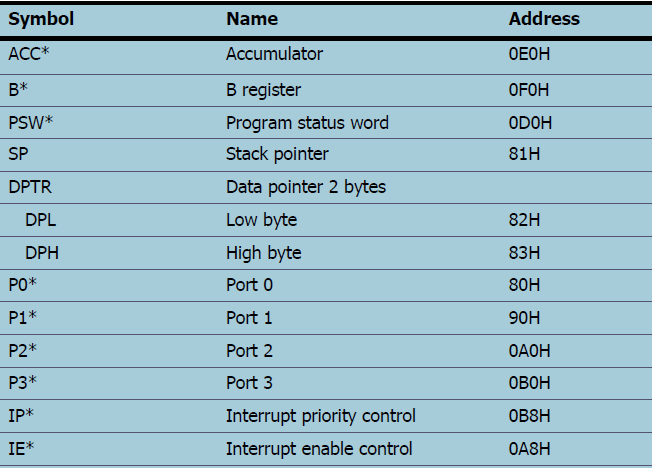 Symbol Name Address
ACC* Accumulator 0E0H
B* B register 0F0H
PSW* Program status word 0D0H
SP Stack pointer 81H
DPTR Data pointer 2 bytes
DPL Low byte 82H
DPH High byte 83H
P0* Port 0 80H
P1* Port 1 90H
P2* Port 2 0A0H
P3* Port 3 0B0H
IP* Interrupt priority control 0B8H
IE* Interrupt enable control 0A8H